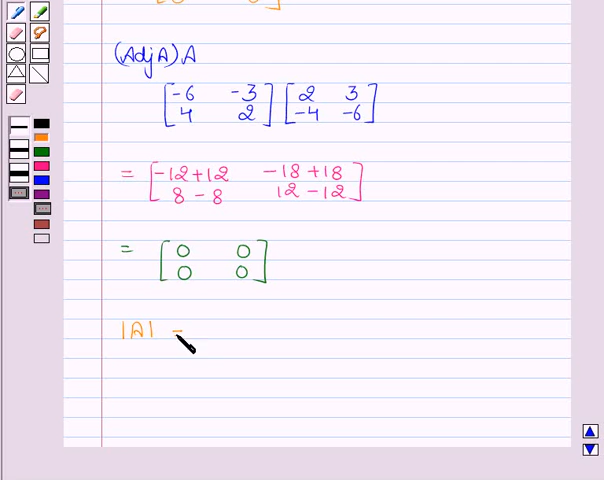 (AdjA) A
[-6 -3] [2 3]
[4 2] [-4 -6]
= [-12+12 -18+18]
[8-8 12-12]
= [0 0]
[0 0]
|A| -